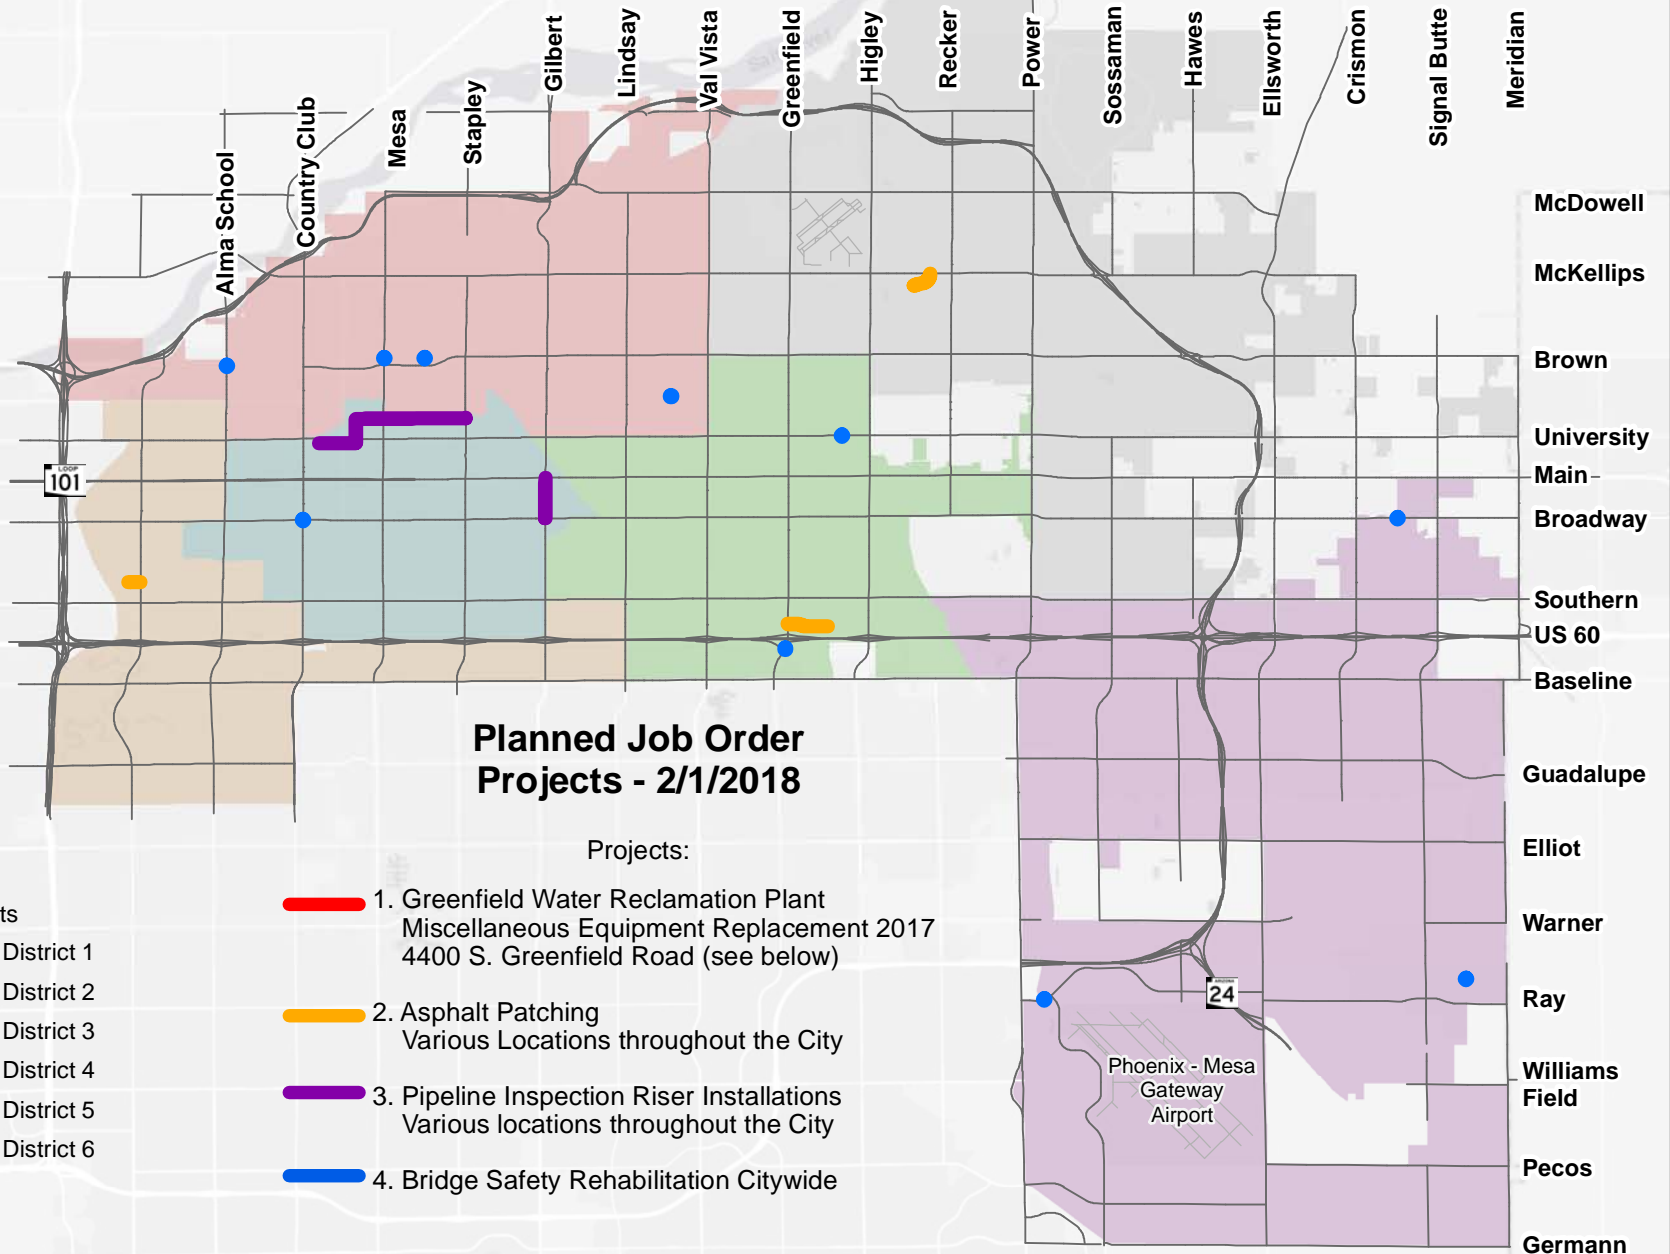 Alma School
Country Club
Mesa
Stapley
Gilbert
Lindsay
Val Vista
Greenfield
Higley
Recker
Power
Sossaman
Hawes
Ellsworth
Crismon
Signal Butte
Meridian
McDowell
McKellips
Brown
University
Main
Broadway
Southern
US 60
Baseline
Guadalupe
Elliot
Warner
Ray
Williams
Field
Pecos
Germann
LOOP
101
24
Phoenix - Mesa
Gateway
Airport
Planned Job Order
Projects - 2/1/2018
Projects:
1. Greenfield Water Reclamation Plant
Miscellaneous Equipment Replacement 2017
4400 S. Greenfield Road (see below)
2. Asphalt Patching
Various Locations throughout the City
3. Pipeline Inspection Riser Installations
Various locations throughout the City
4. Bridge Safety Rehabilitation Citywide
ts
District 1
District 2
District 3
District 4
District 5
District 6